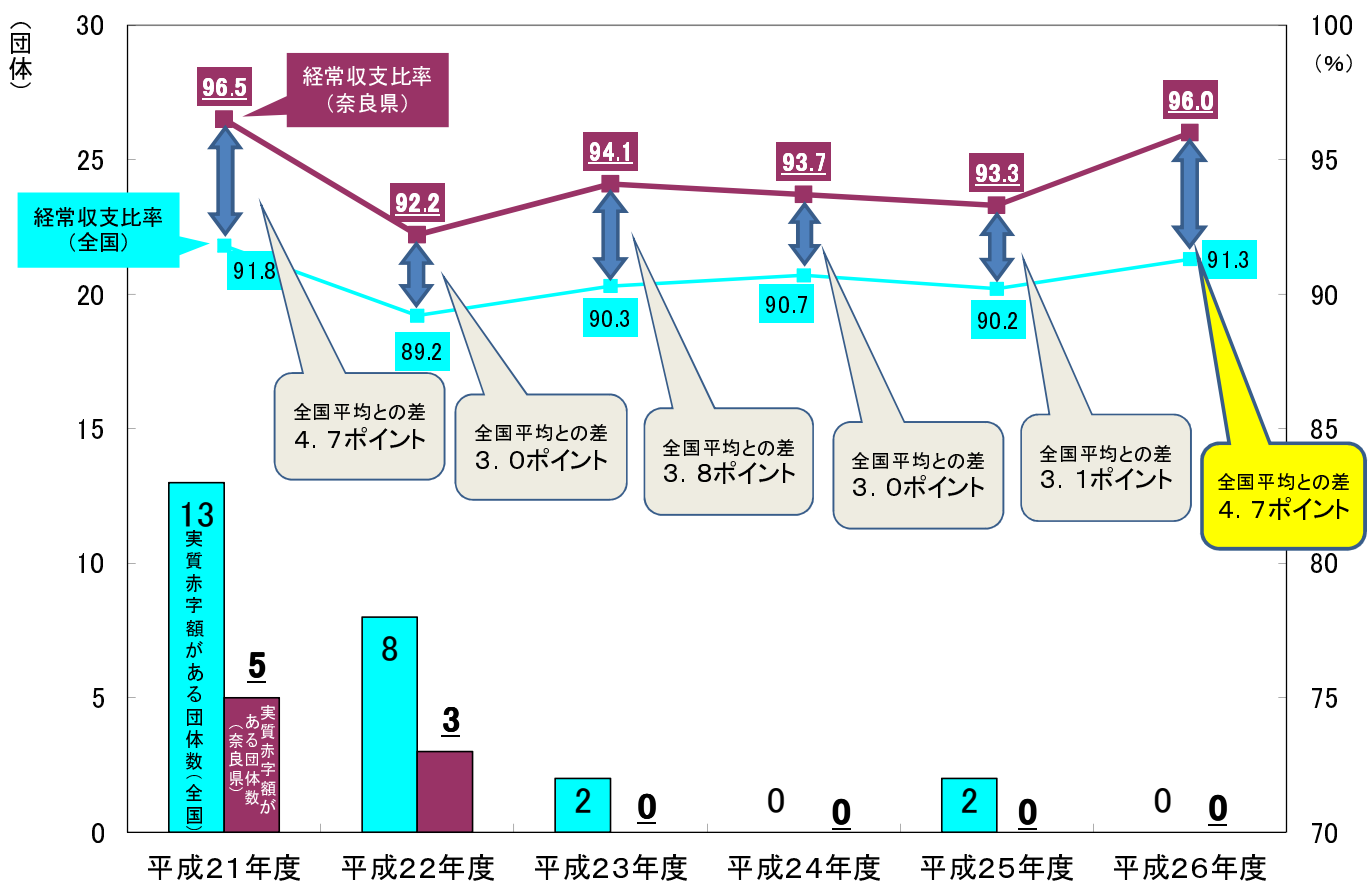 （団体）
30
25
20
15
10
5
0
100
（%）
95
90
85
80
75
70
経常収支比率
（奈良県）
経常収支比率
（全国）
96.5
92.2
94.1
93.7
93.3
96.0
91.8
89.2
90.3
90.7
90.2
91.3
全国平均との差
４．７ポイント
全国平均との差
３．０ポイント
全国平均との差
３．８ポイント
全国平均との差
３．０ポイント
全国平均との差
３．１ポイント
全国平均との差
４．７ポイント
13
実質赤字額がある団体数（全国）
5
実質赤字額が
ある団体数
（奈良県）
8
3
2
0
0
0
2
0
0
0
平成21年度
平成22年度
平成23年度
平成24年度
平成25年度
平成26年度